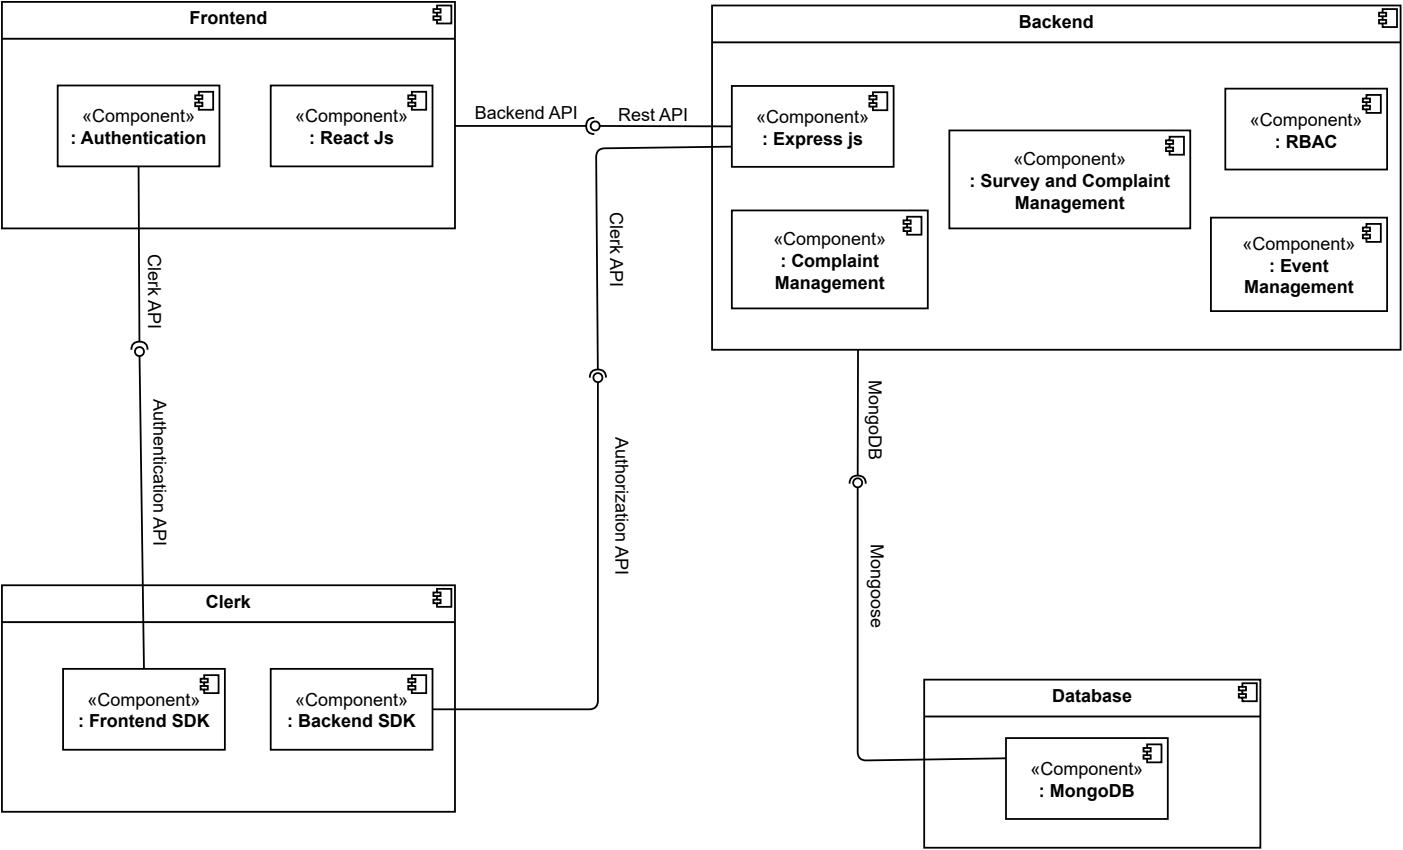 Frontend
«Component»
: Authentication
«Component»
: React Js
Backend API
Rest API
Backend
«Component»
: Express js
«Component»
: Survey and Complaint
Management
«Component»
: RBAC
«Component»
: Complaint
Management
«Component»
: Event
Management
Clerk API
Authentication API
Clerk API
Authorization API
MongoDB
Mongoose
Clerk
«Component»
: Frontend SDK
«Component»
: Backend SDK
Database
«Component»
: MongoDB